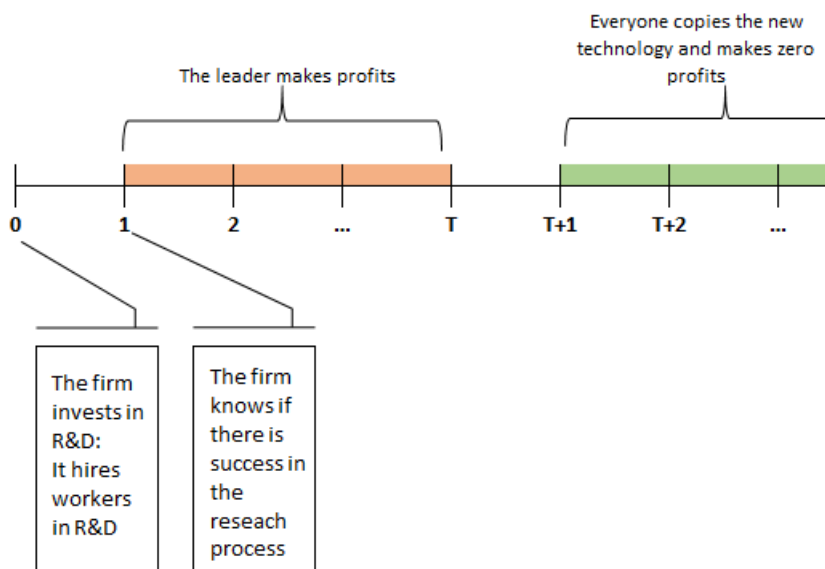 Everyone copies the new
technology and makes zero
profits
The leader makes profits
0
1
2
...
T
T+1
T+2
...
The firm
invests in
R&D:
It hires
workers
in R&D
The firm
knows if
there is
success in
the
reseach
process